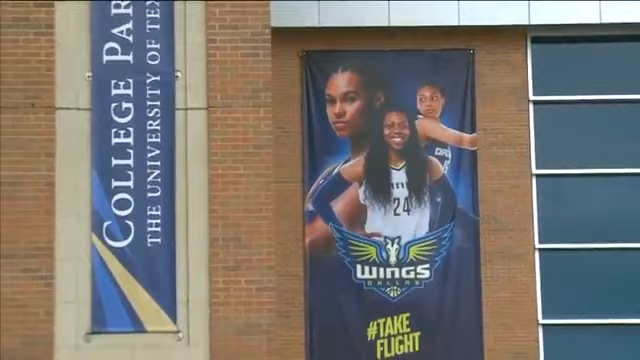 COLLEGE PAR
THE UNIVERSITY OF TEX
24
WINGS
DALLAS
#TAKE
FLIGHT